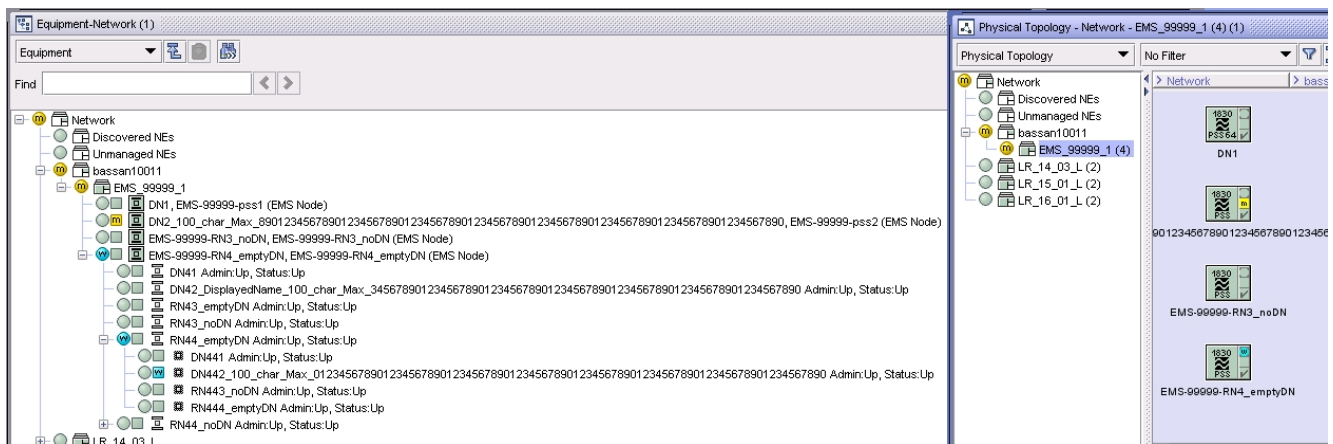 Equipment-Network (1)
Equipment
Find
Network
Discovered NEs
Unmanaged NEs
bassan10011
EMS_99999_1
DN1, EMS-99999-pss1 (EMS Node)
DN2_100_char_Max_8901234567890123456789012345678901234567890123456789012345678901234567890, EMS-99999-pss2 (EMS Node)
EMS-99999-RN3_noDN, EMS-99999-RN3_noDN (EMS Node)
EMS-99999-RN4_emptyDN, EMS-99999-RN4_emptyDN (EMS Node)
DN41 Admin:Up, Status:Up
DN42_DisplayedName_100_char_Max_3456789012345678901234567890123456789012345678901234567890 Admin:Up, Status:Up
RN43_emptyDN Admin:Up, Status:Up
RN43_noDN Admin:Up, Status:Up
RN44_emptyDN Admin:Up, Status:Up
DN441 Admin:Up, Status:Up
DN442_100_char_Max_0123456789012345678901234567890123456789012345678901234567890 Admin:Up, Status:Up
RN443_noDN Admin:Up, Status:Up
RN444_emptyDN Admin:Up, Status:Up
RN44_noDN Admin:Up, Status:Up
LR_14_03_L
Physical Topology - Network - EMS_99999_1 (4) (1)
Physical Topology
No Filter
Network
Discovered NEs
Unmanaged NEs
bassan10011
EMS_99999_1 (4)
LR_14_03_L (2)
LR_15_01_L (2)
LR_16_01_L (2)
> Network
> bass
1830
PSS64
DN1
1830
m
PSS
901234567890123456789012345
1830
PSS
EMS-99999-RN3_noDN
1830
w
PSS
EMS-99999-RN4_emptyDN